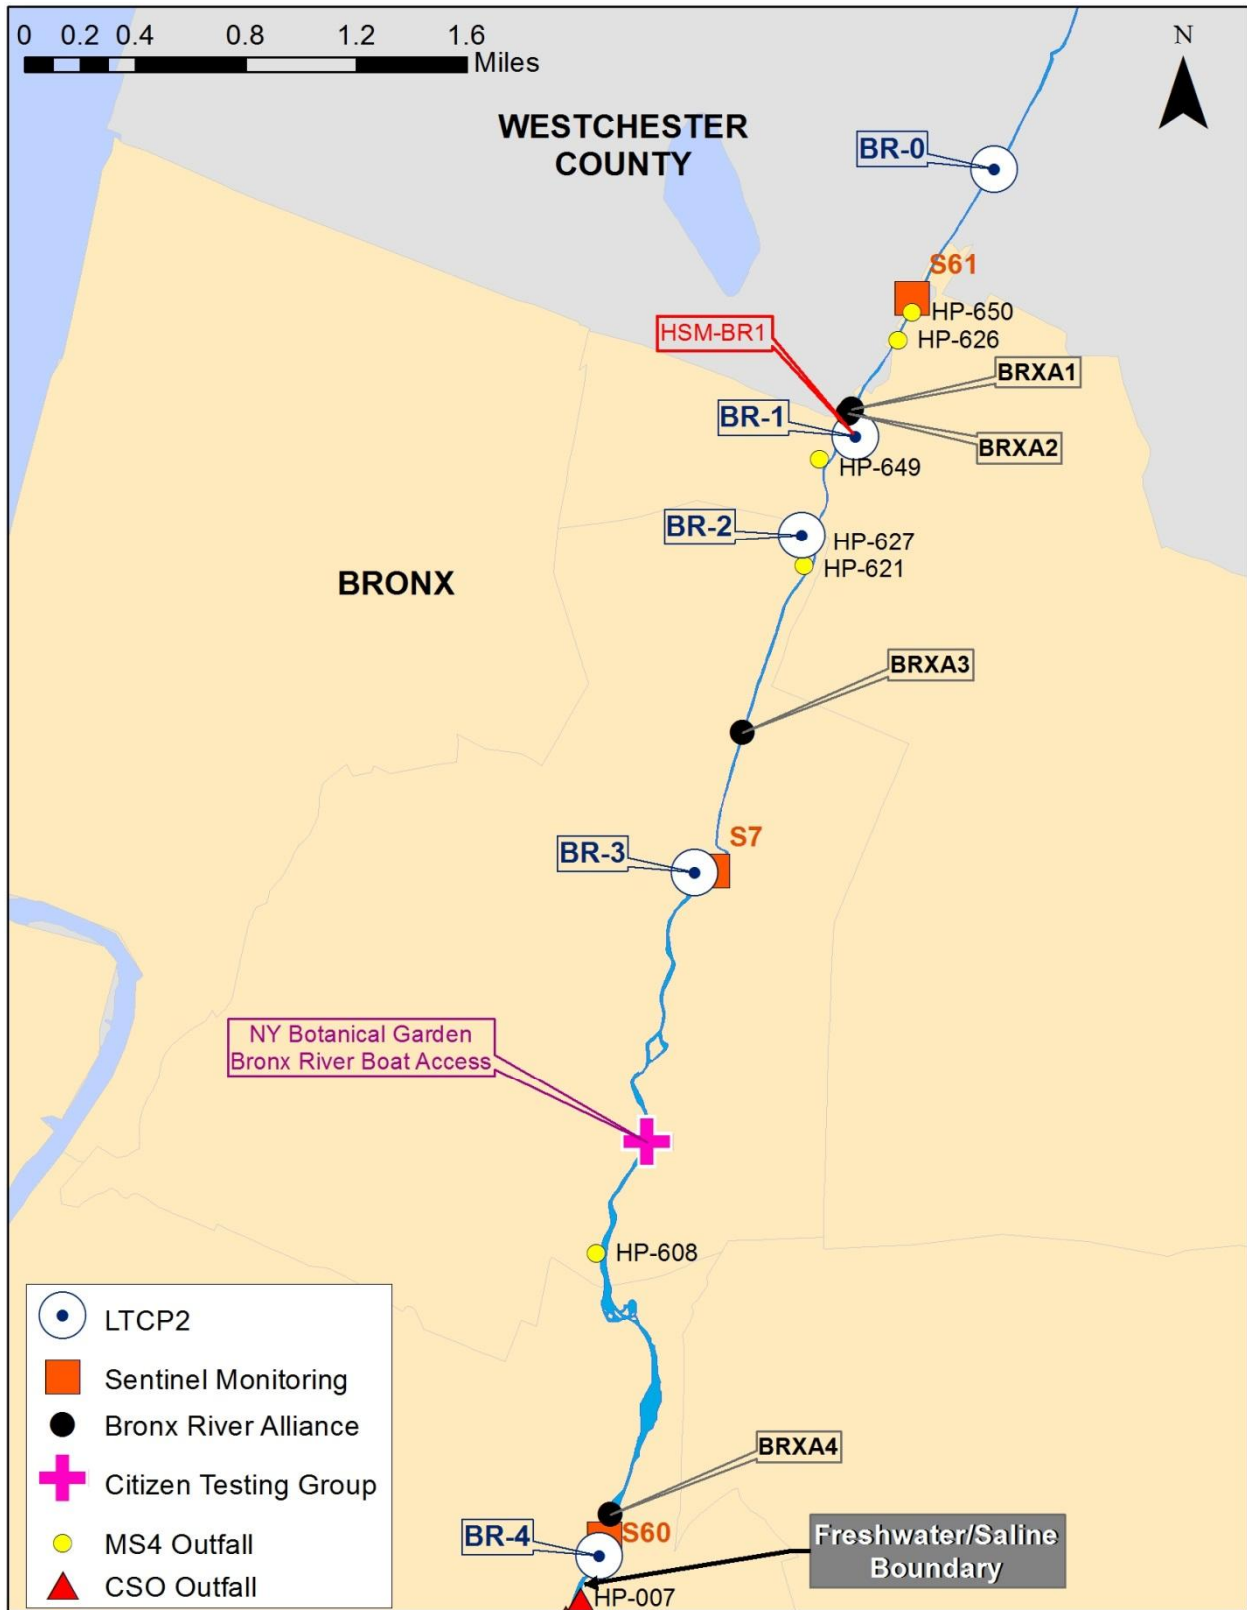 0 0.2 0.4 0.8 1.2 1.6
Miles
N
WESTCHESTER
COUNTY
BR-0
S61
HP-650
HP-626
HSM-BR1
BRXA1
BR-1
BRXA2
HP-649
BR-2
HP-627
HP-621
BRONX
BRXA3
S7
BR-3
NY Botanical Garden
Bronx River Boat Access
HP-608
LTCP2
Sentinel Monitoring
Bronx River Alliance
Citizen Testing Group
MS4 Outfall
CSO Outfall
BRXA4
BR-4
S60
Freshwater/Saline
Boundary
HP-007